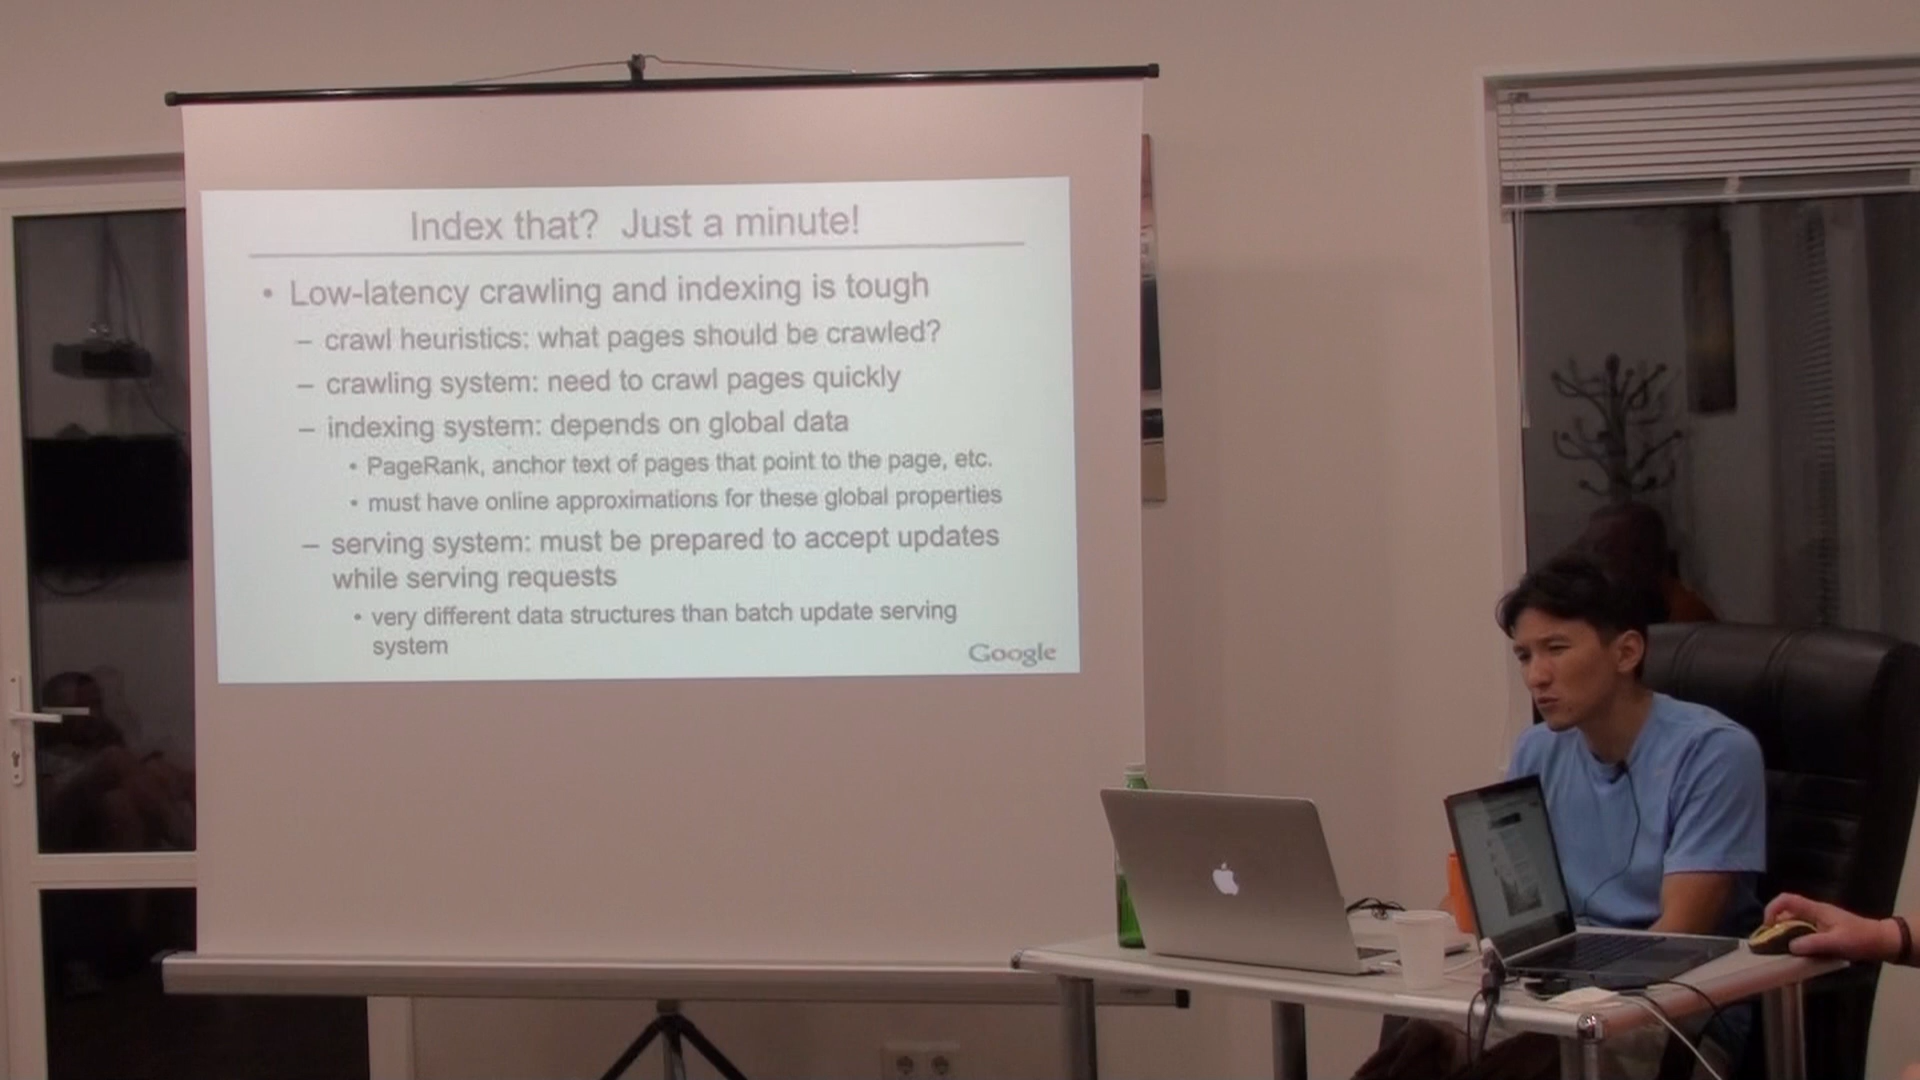 Index that? Just a minute!
• Low-latency crawling and indexing is tough
– crawl heuristics: what pages should be crawled?
– crawling system: need to crawl pages quickly
– indexing system: depends on global data
• PageRank, anchor text of pages that point to the page, etc.
• must have online approximations for these global properties
– serving system: must be prepared to accept updates
while serving requests
• very different data structures than batch update serving
system
Google